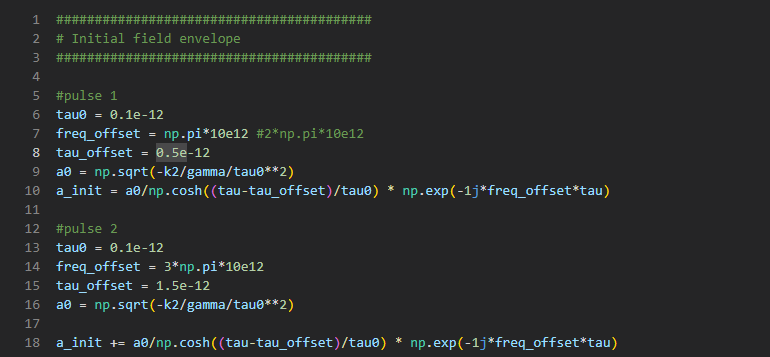 1 #########################################
2 # Initial field envelope
3 #########################################
4
5 #pulse 1
6 tau0 = 0.1e-12
7 freq_offset = np.pi*10e12 #2*np.pi*10e12
8 tau_offset = 0.5e-12
9 a0 = np.sqrt(-k2/gamma/tau0**2)
10 a_init = a0/np.cosh((tau-tau_offset)/tau0) * np.exp(-1j*freq_offset*tau)
11
12 #pulse 2
13 tau0 = 0.1e-12
14 freq_offset = 3*np.pi*10e12
15 tau_offset = 1.5e-12
16 a0 = np.sqrt(-k2/gamma/tau0**2)
17
18 a_init += a0/np.cosh((tau-tau_offset)/tau0) * np.exp(-1j*freq_offset*tau)